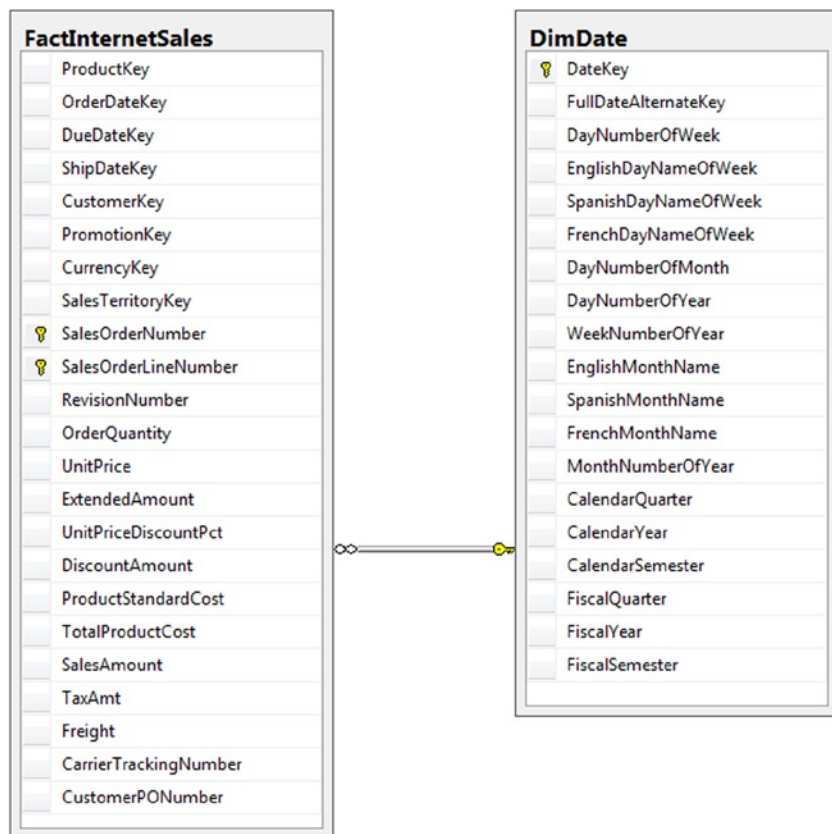 FactInternetSales
ProductKey
OrderDateKey
DueDateKey
ShipDateKey
CustomerKey
PromotionKey
CurrencyKey
SalesTerritoryKey
SalesOrderNumber
SalesOrderLineNumber
RevisionNumber
OrderQuantity
UnitPrice
ExtendedAmount
UnitPriceDiscountPct
DiscountAmount
ProductStandardCost
TotalProductCost
SalesAmount
TaxAmt
Freight
CarrierTrackingNumber
CustomerPONumber
DimDate
DateKey
FullDateAlternateKey
DayNumberOfWeek
EnglishDayNameOfWeek
SpanishDayNameOfWeek
FrenchDayNameOfWeek
DayNumberOfMonth
DayNumberOfYear
WeekNumberOfYear
EnglishMonthName
SpanishMonthName
FrenchMonthName
MonthNumberOfYear
CalendarQuarter
CalendarYear
CalendarSemester
FiscalQuarter
FiscalYear
FiscalSemester